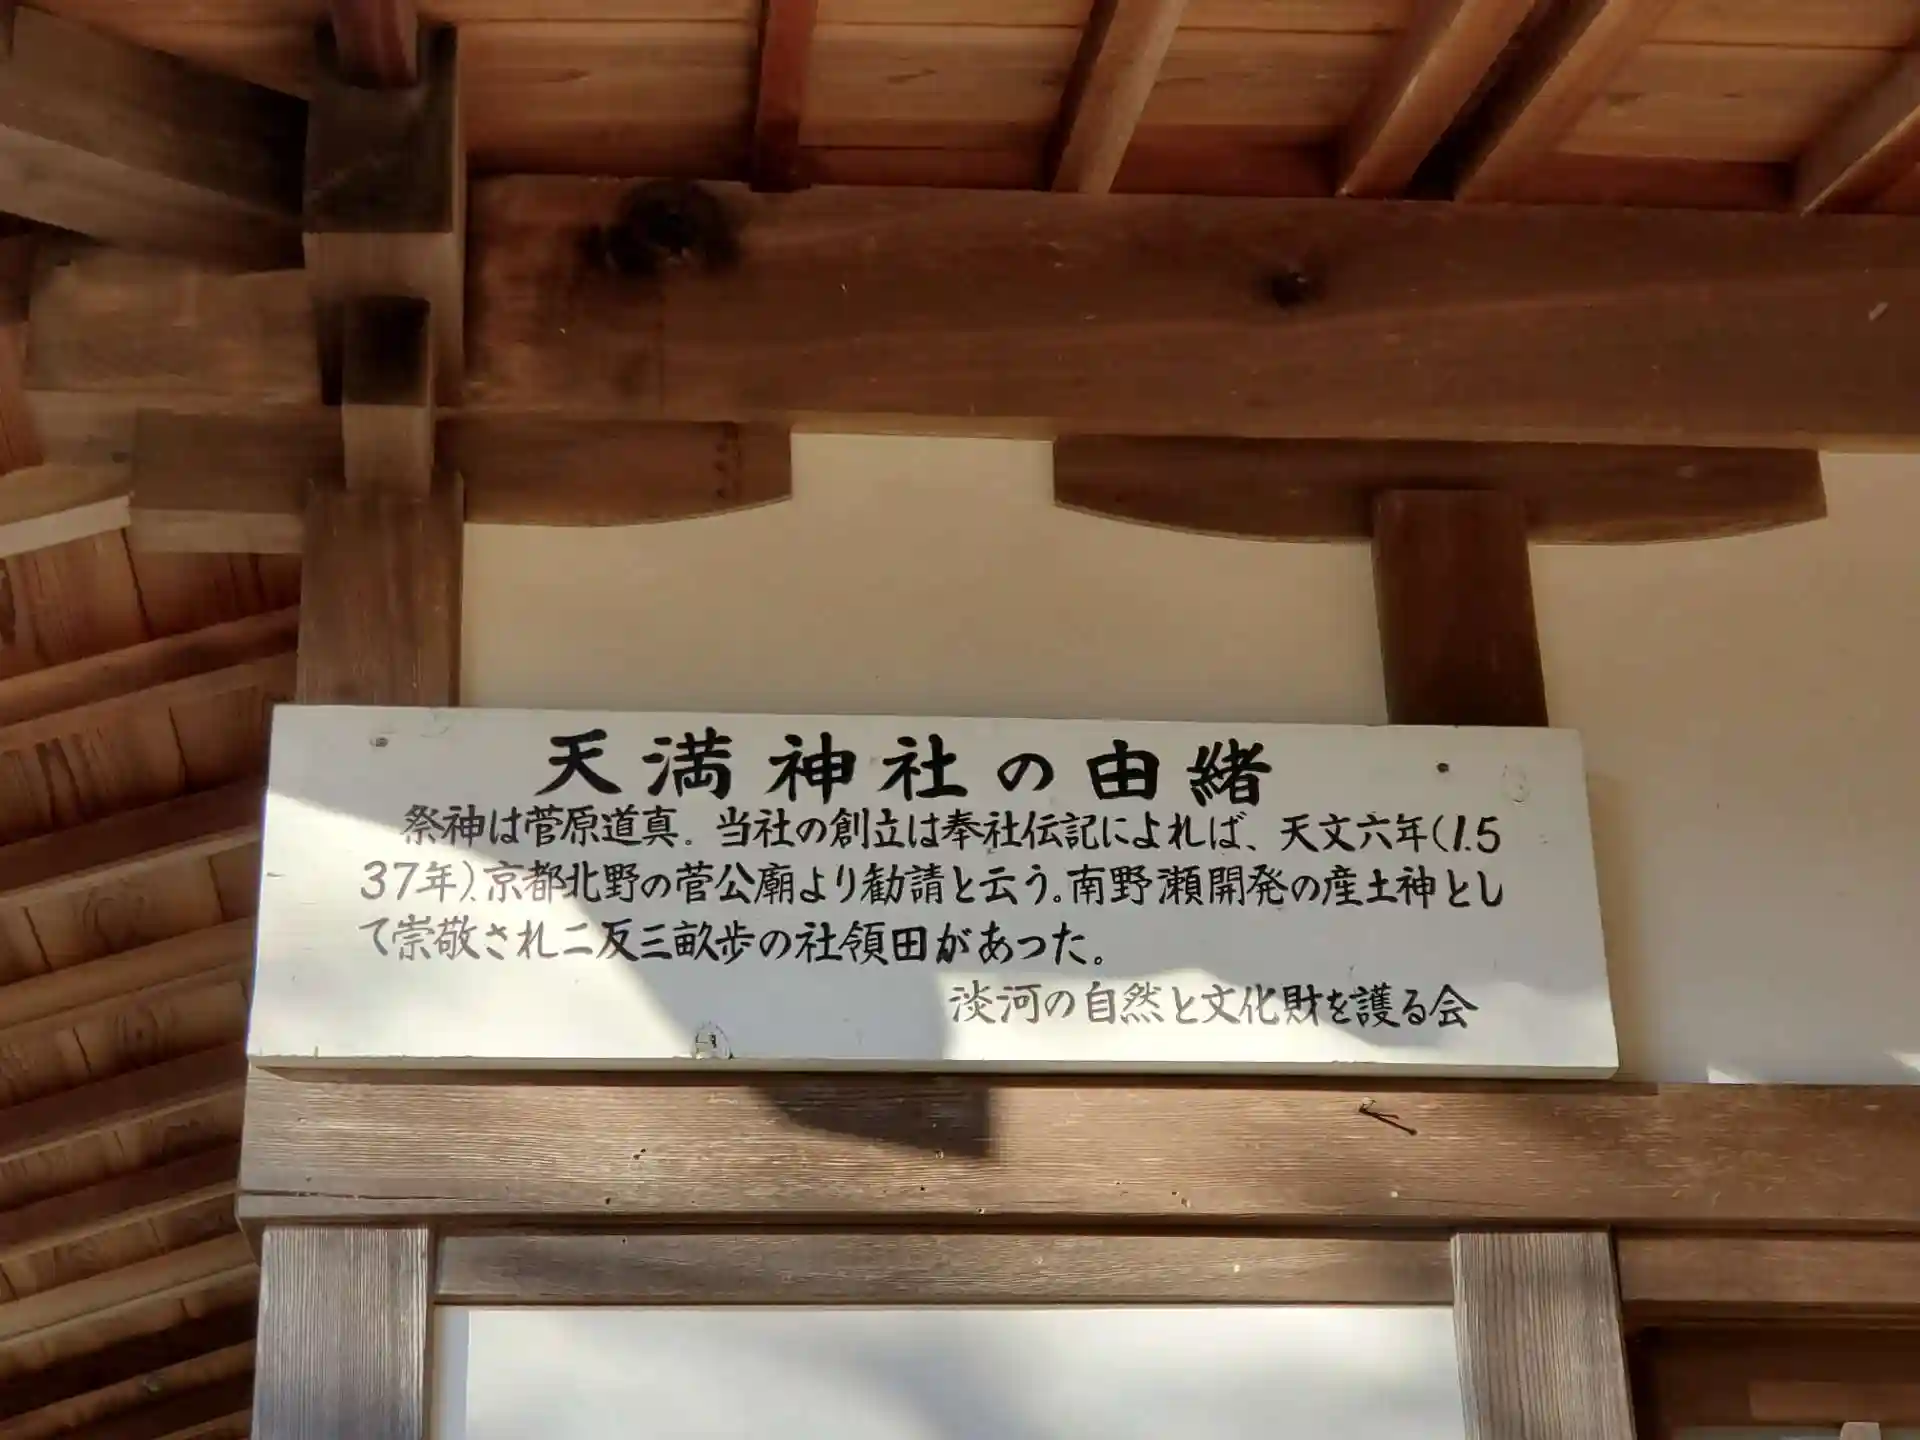 天満神社の由緒
祭神は菅原道真。当社の創立は奉社伝記によれば、天文六年(1.5
37年)、京都北野の菅公廟より勧請と云う。南野瀬開発の産土神とし
て崇敬され二反三畝歩の社領田があった。
淡河の自然と文化財を護る会